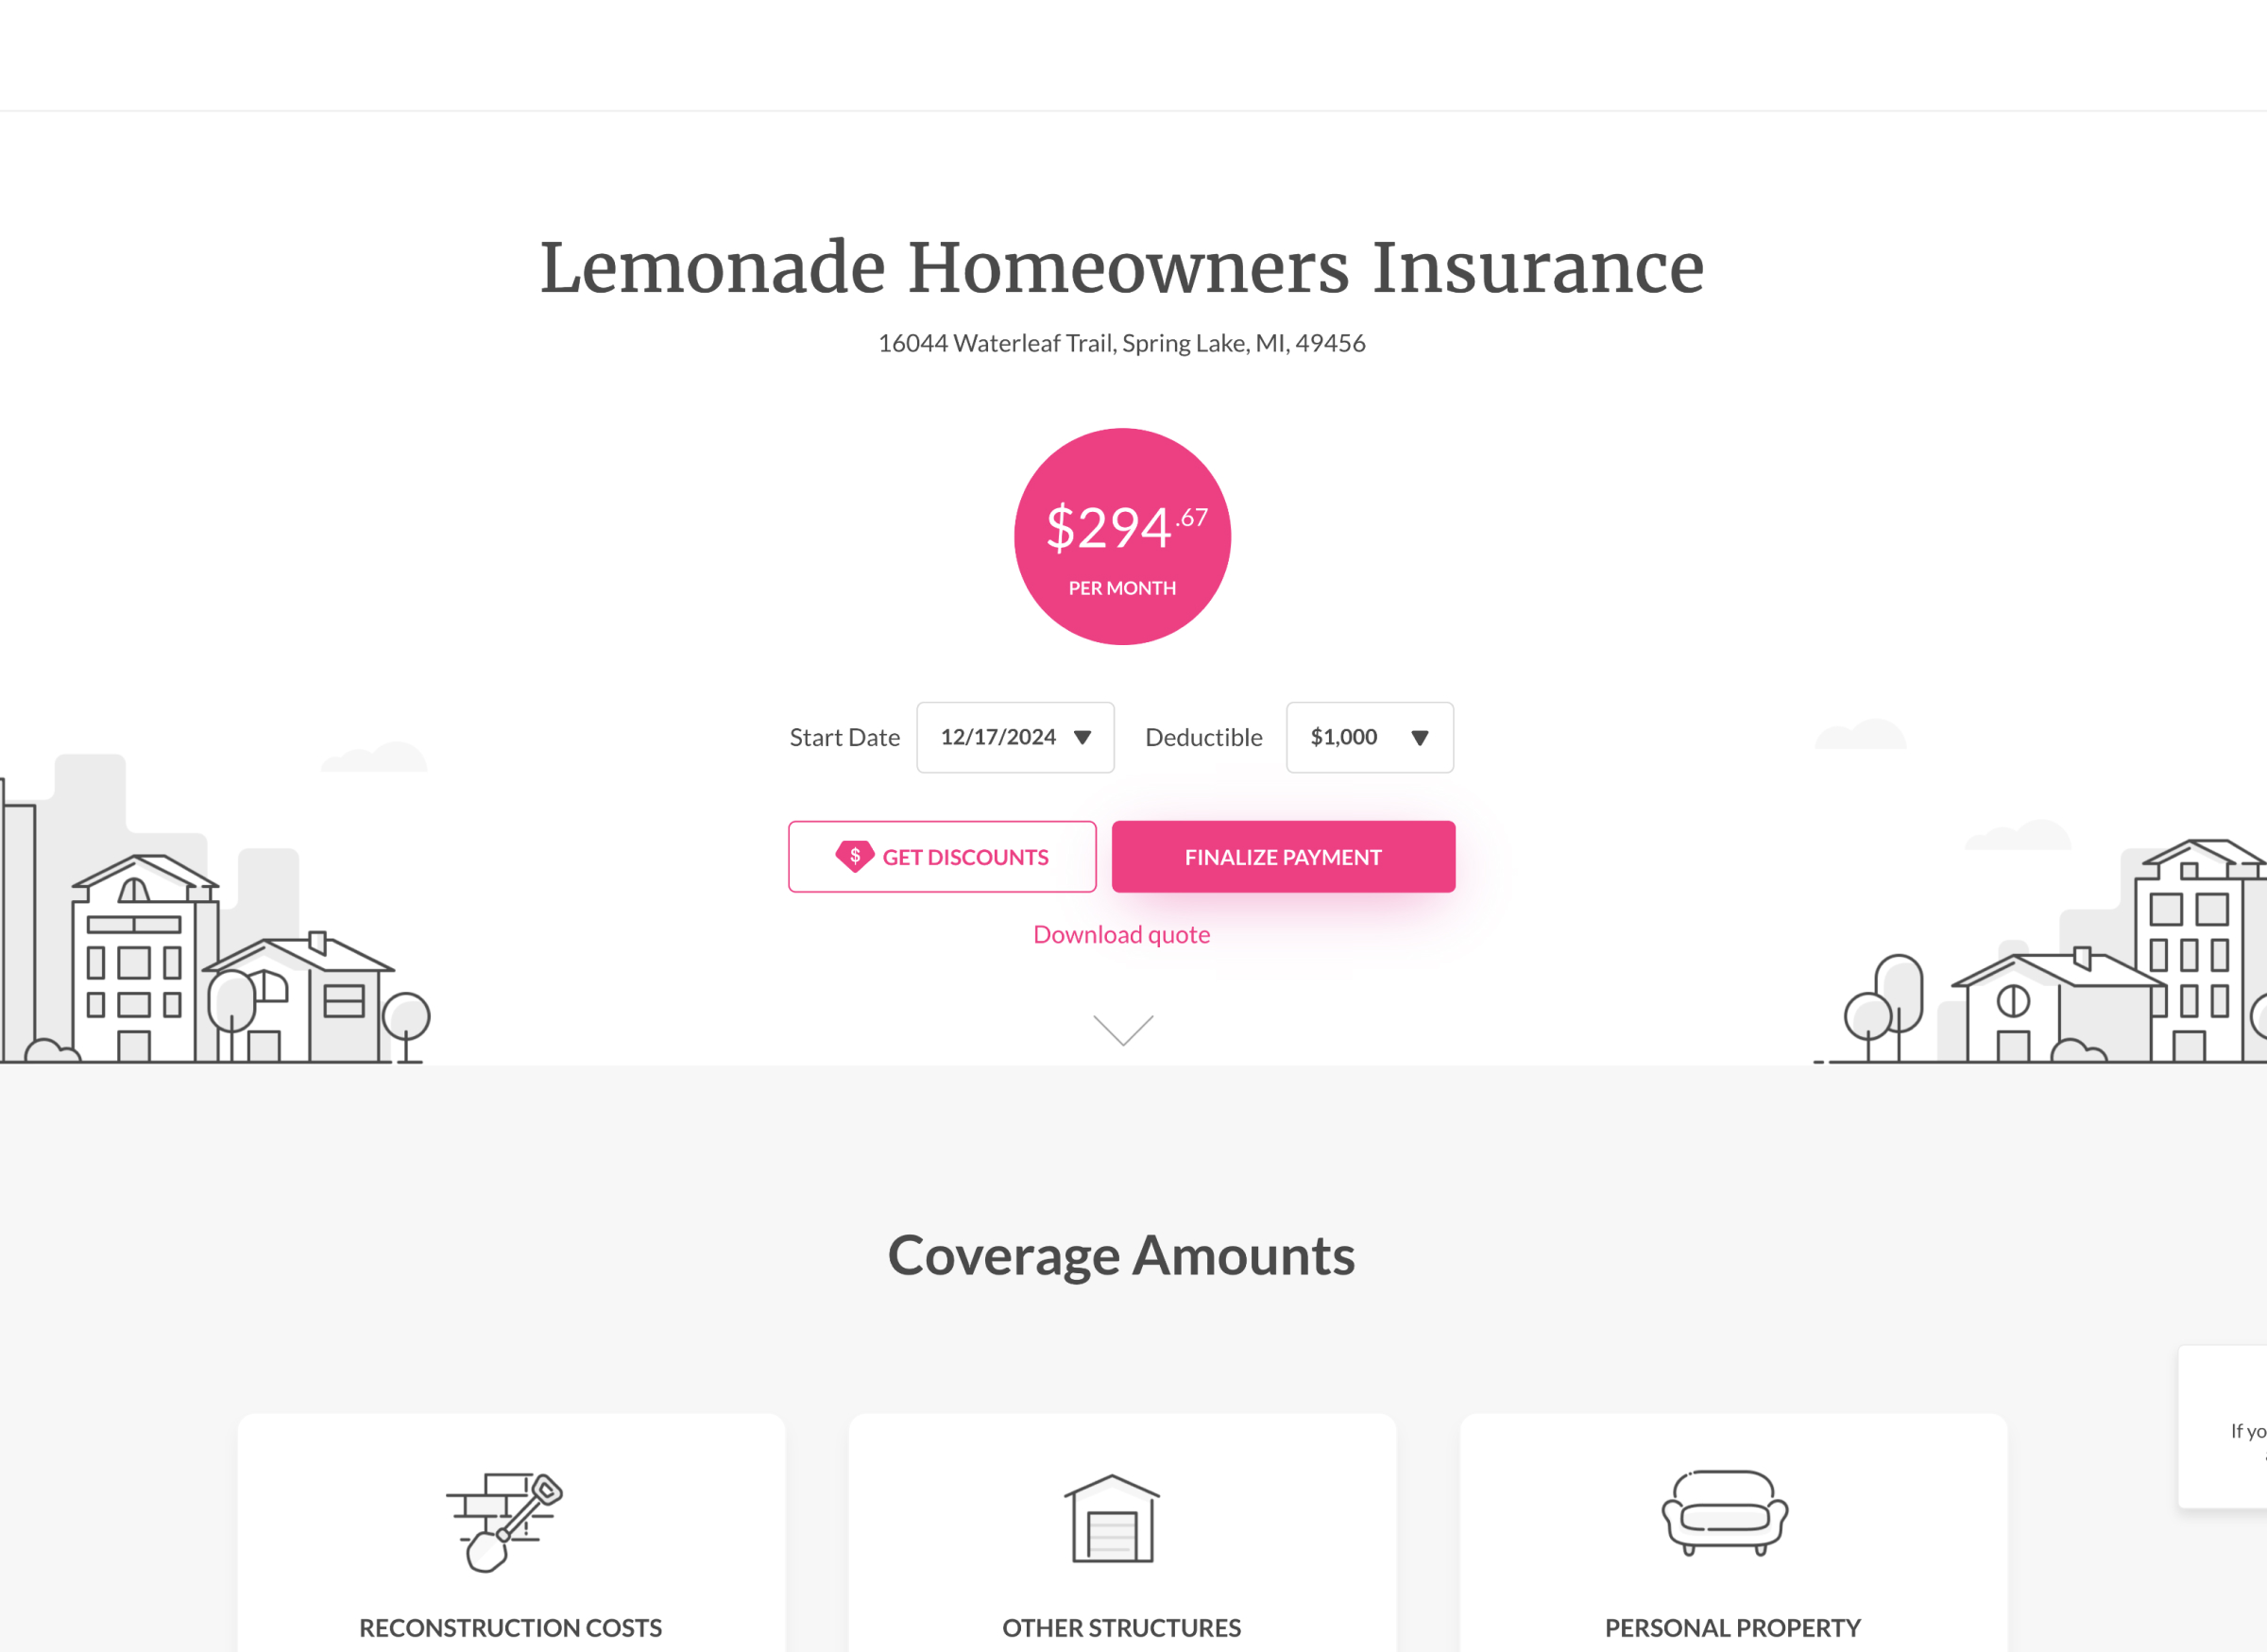 Lemonade Homeowners Insurance
16044 Waterleaf Trail, Spring Lake, MI, 49456
$294.67
PER MONTH
Start Date 12/17/2024 Deductible $1,000
$ GET DISCOUNTS FINALIZE PAYMENT
Download quote
Coverage Amounts
If yo
RECONSTRUCTION COSTS OTHER STRUCTURES PERSONAL PROPERTY